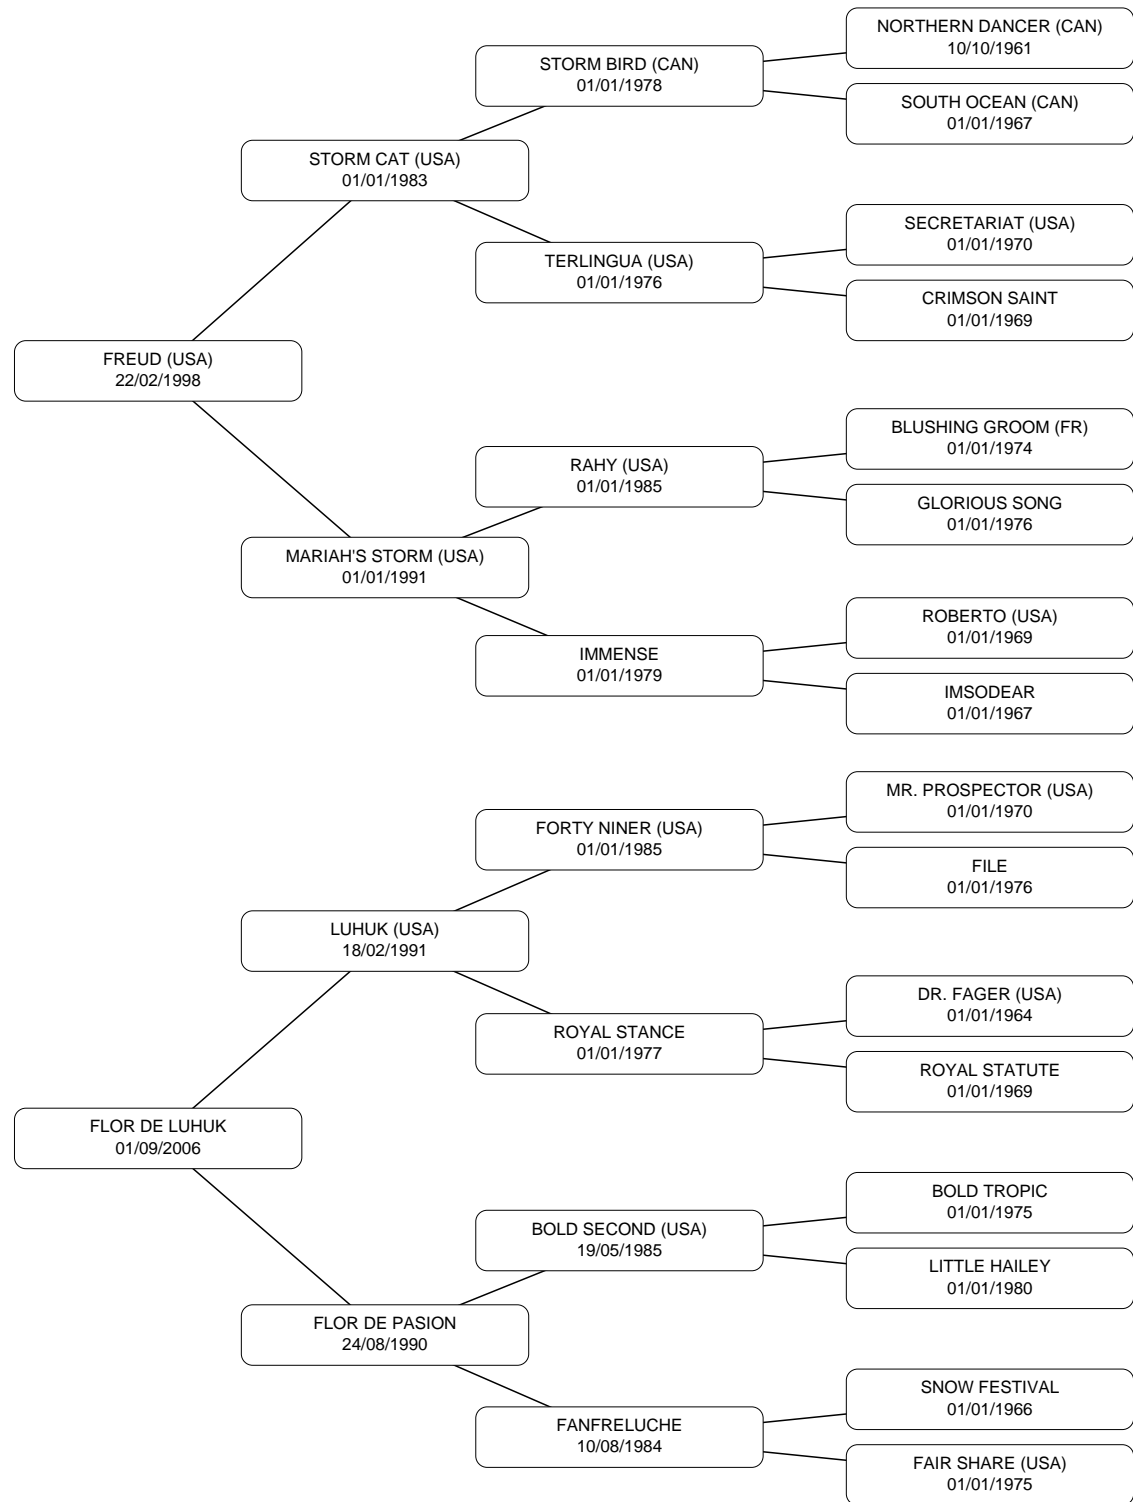 NORTHERN DANCER (CAN)
10/10/1961
STORM BIRD (CAN)
01/01/1978
SOUTH OCEAN (CAN)
01/01/1967
STORM CAT (USA)
01/01/1983
SECRETARIAT (USA)
01/01/1970
TERLINGUA (USA)
01/01/1976
CRIMSON SAINT
01/01/1969
FREUD (USA)
22/02/1998
BLUSHING GROOM (FR)
01/01/1974
RAHY (USA)
01/01/1985
GLORIOUS SONG
01/01/1976
MARIAH'S STORM (USA)
01/01/1991
ROBERTO (USA)
01/01/1969
IMMENSE
01/01/1979
IMSODEAR
01/01/1967
MR. PROSPECTOR (USA)
01/01/1970
FORTY NINER (USA)
01/01/1985
FILE
01/01/1976
LUHUK (USA)
18/02/1991
DR. FAGER (USA)
01/01/1964
ROYAL STANCE
01/01/1977
ROYAL STATUTE
01/01/1969
FLOR DE LUHUK
01/09/2006
BOLD TROPIC
01/01/1975
BOLD SECOND (USA)
19/05/1985
LITTLE HAILEY
01/01/1980
FLOR DE PASION
24/08/1990
SNOW FESTIVAL
01/01/1966
FANFRELUCHE
10/08/1984
FAIR SHARE (USA)
01/01/1975